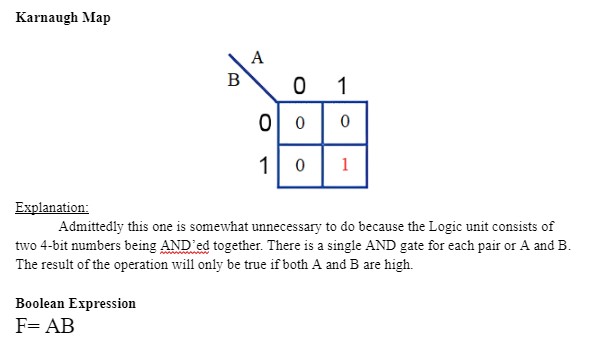 Karnaugh Map
A
B
0 1
0 0 0
1 0 1
Explanation:
Admittedly this one is somewhat unnecessary to do because the Logic unit consists of
two 4-bit numbers being AND'ed together. There is a single AND gate for each pair or A and B.
The result of the operation will only be true if both A and B are high.
Boolean Expression
F= AB